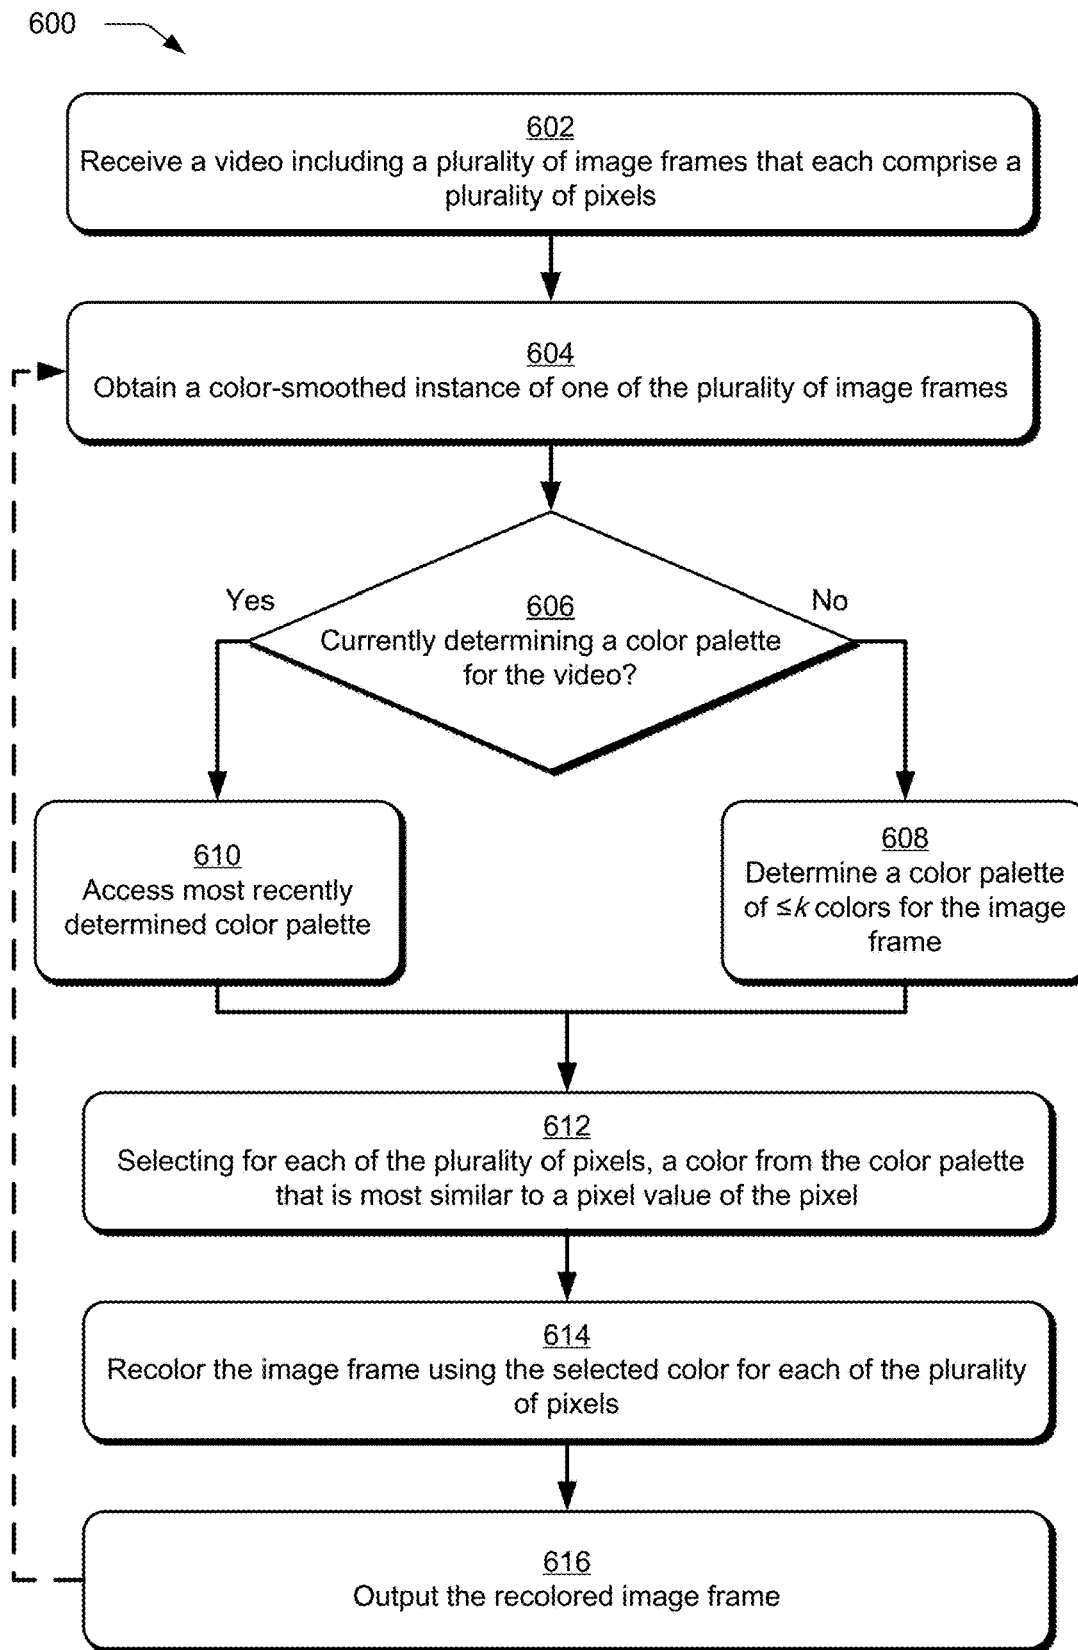 600
602
Receive a video including a plurality of image frames that each comprise a
plurality of pixels
604
Obtain a color-smoothed instance of one of the plurality of image frames
Yes
No
606
Currently determining a color palette
for the video?
610
Access most recently
determined color palette
608
Determine a color palette
of ≤k colors for the image
frame
612
Selecting for each of the plurality of pixels, a color from the color palette
that is most similar to a pixel value of the pixel
614
Recolor the image frame using the selected color for each of the plurality
of pixels
616
Output the recolored image frame